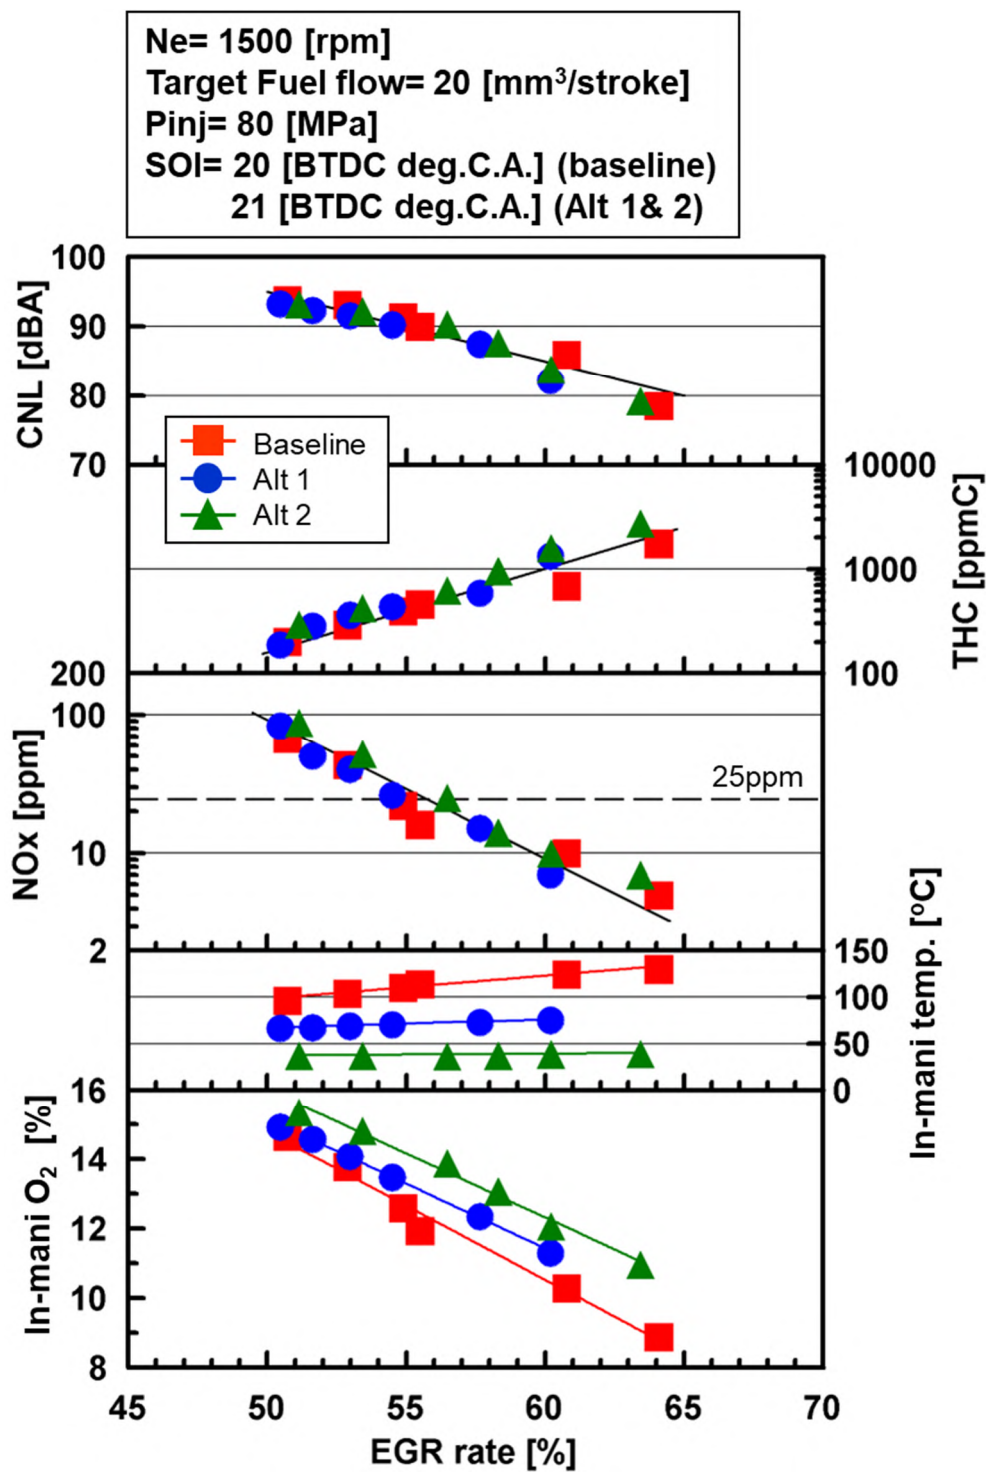 Ne= 1500 [rpm]
Target Fuel flow= 20 [mm³/stroke]
Pinj= 80 [MPa]
SOI= 20 [BTDC deg.C.A.] (baseline)
21 [BTDC deg.C.A.] (Alt 1& 2)
100
90
80
70
CNL [dBA]
Baseline
Alt 1
Alt 2
10000
1000
100
THC [ppmC]
200
100
10
2
NOx [ppm]
25ppm
150
100
50
0
In-mani temp. [ºC]
16
14
12
10
8
In-mani O₂ [%]
45
50
55
60
65
70
EGR rate [%]